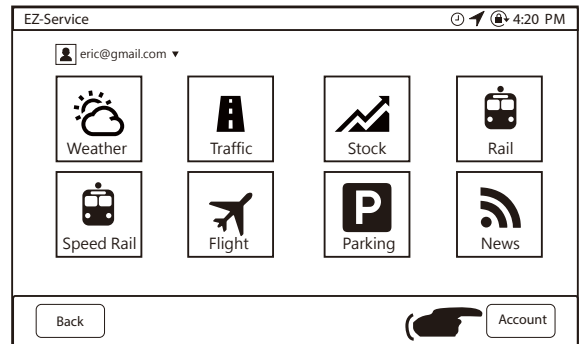 EZ-Service 4:20 PM
eric@gmail.com
Weather Traffic Stock Rail
Speed Rail Flight P Parking News
Back Account